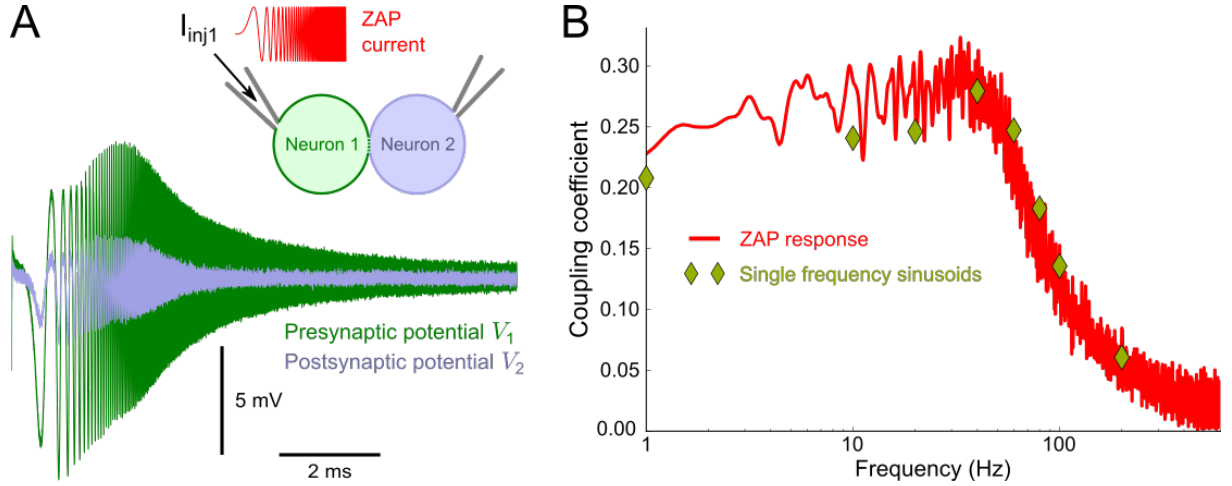 A
I_inj1
ZAP
current
Neuron 1
Neuron 2
Presynaptic potential V_1
Postsynaptic potential V_2
5 mV
2 ms
B
Coupling coefficient
0.30
0.25
0.20
0.15
0.10
0.05
0.00
ZAP response
Single frequency sinusoids
1
10
100
Frequency (Hz)